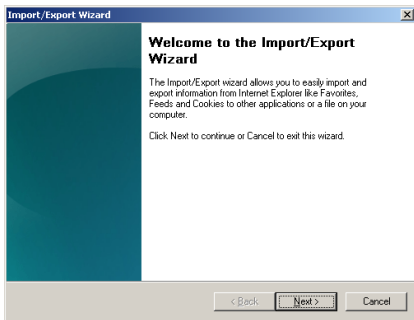 Import/Export Wizard
Welcome to the Import/Export
Wizard
The Import/Export wizard allows you to easily import and
export information from Internet Explorer like Favorites,
Feeds and Cookies to other applications or a file on your
computer.
Click Next to continue or Cancel to exit this wizard.
< Back
Next >
Cancel